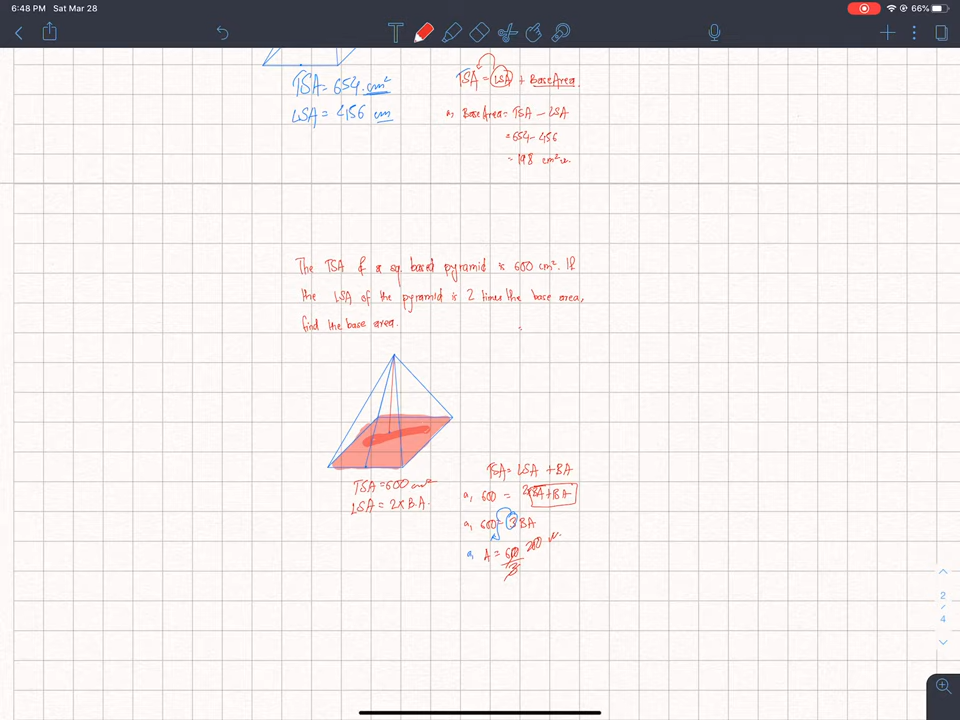 6:48 PM Sat Mar 28
66%
TSA = 654 cm²
LSA = 456 cm
TSA = LSA + Base Area
a, Base Area = TSA - LSA
= 654 - 456
= 198 cm²
The TSA of a sq. based pyramid is 600 cm². If
the LSA of the pyramid is 2 times the base area,
find the base area.
TSA = 600 cm²
LSA = 2x B.A.
TSA = LSA + BA
a, 600 = 2BA + BA
a, 600 = 3 BA
a, A = 600/3 200
2/4